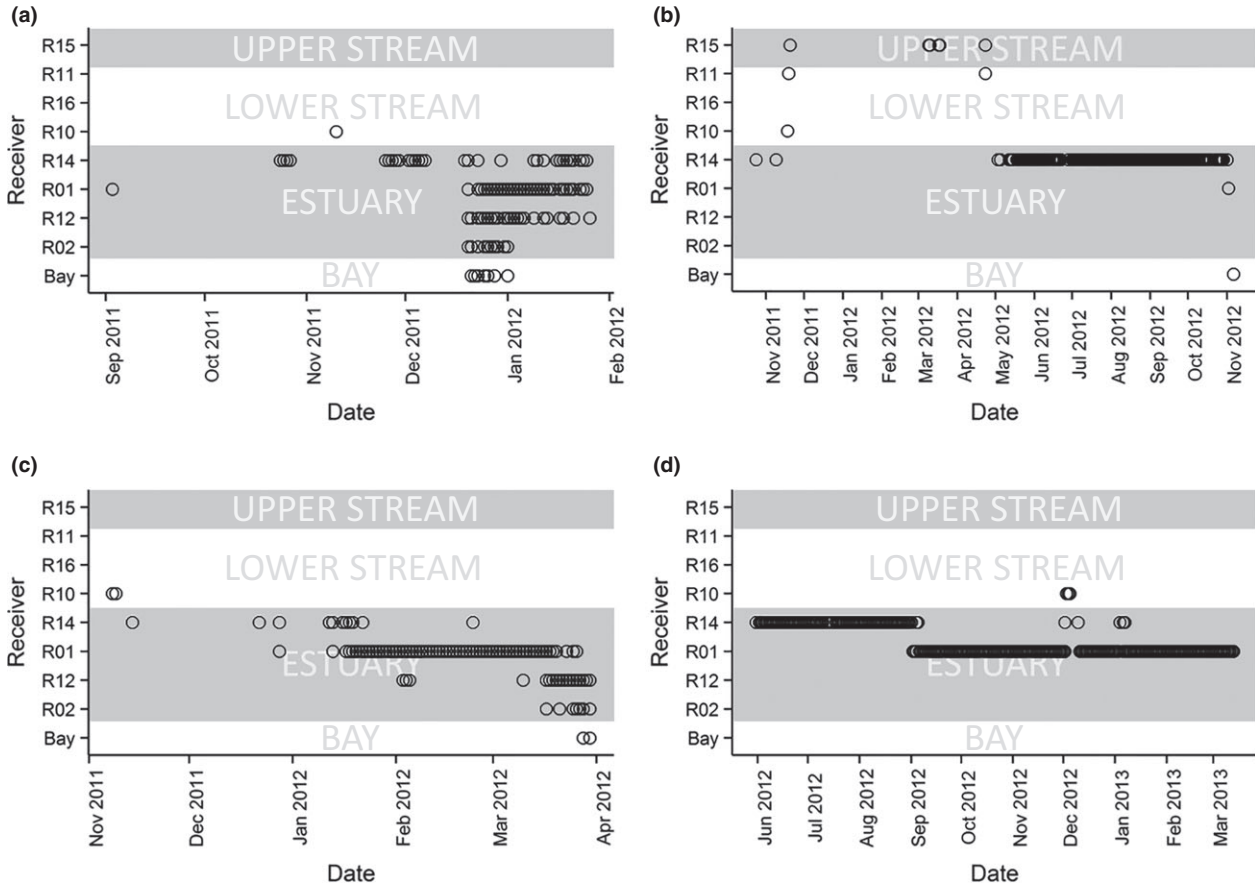 (a)
Receiver
R15
R11
R16
R10
R14
R01
R12
R02
Bay
UPPER STREAM
LOWER STREAM
ESTUARY
BAY
Sep 2011
Oct 2011
Nov 2011
Dec 2011
Jan 2012
Feb 2012
Date
(b)
Receiver
R15
R11
R16
R10
R14
R01
R12
R02
Bay
UPPER STREAM
LOWER STREAM
ESTUARY
BAY
Nov 2011
Dec 2011
Jan 2012
Feb 2012
Mar 2012
Apr 2012
May 2012
Jun 2012
Jul 2012
Aug 2012
Sep 2012
Oct 2012
Nov 2012
Date
(c)
Receiver
R15
R11
R16
R10
R14
R01
R12
R02
Bay
UPPER STREAM
LOWER STREAM
ESTUARY
BAY
Nov 2011
Dec 2011
Jan 2012
Feb 2012
Mar 2012
Apr 2012
Date
(d)
Receiver
R15
R11
R16
R10
R14
R01
R12
R02
Bay
UPPER STREAM
LOWER STREAM
ESTUARY
BAY
Jun 2012
Jul 2012
Aug 2012
Sep 2012
Oct 2012
Nov 2012
Dec 2012
Jan 2013
Feb 2013
Mar 2013
Date